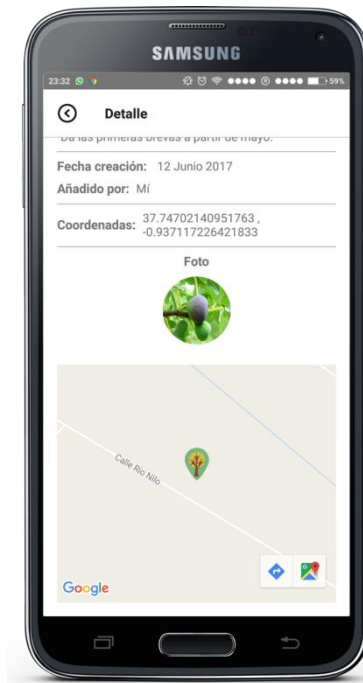 SAMSUNG
23:32 59%
Detalle
Da las primeras brevas a partir de mayo.
Fecha creación: 12 Junio 2017
Añadido por: Mí
Coordenadas: 37.74702140951763 ,
-0.937117226421833
Foto
Calle Río Nilo
Google